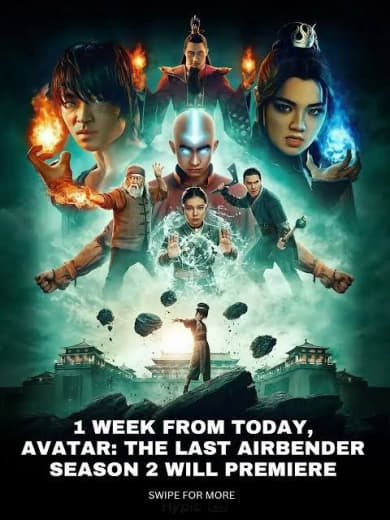 1 WEEK FROM TODAY,
AVATAR: THE LAST AIRBENDER
SEASON 2 WILL PREMIERE
SWIPE FOR MORE